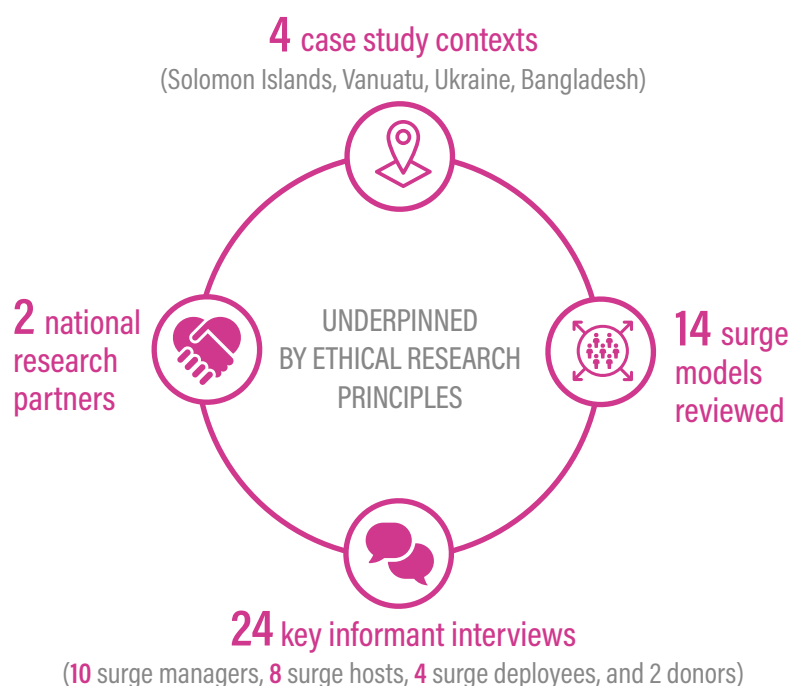 4 case study contexts
(Solomon Islands, Vanuatu, Ukraine, Bangladesh)
2 national
research
partners
UNDERPINNED
BY ETHICAL RESEARCH
PRINCIPLES
14 surge
models
reviewed
24 key informant interviews
(10 surge managers, 8 surge hosts, 4 surge deployees, and 2 donors)